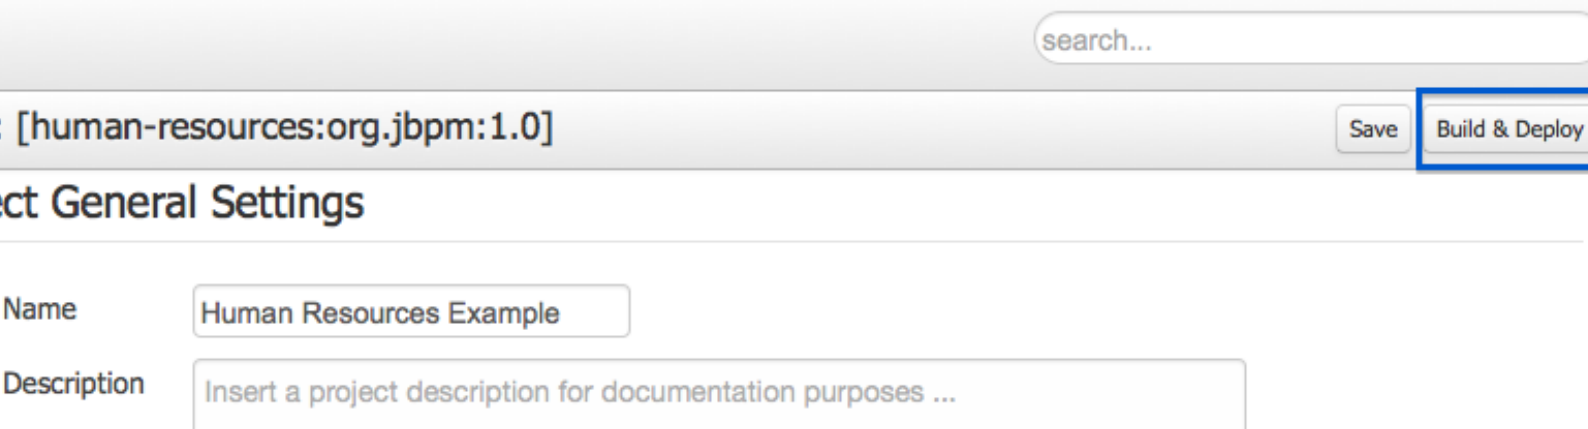 search...
: [human-resources:org.jbpm:1.0]
Save
Build & Deploy
ect General Settings
Name
Human Resources Example
Description
Insert a project description for documentation purposes ...